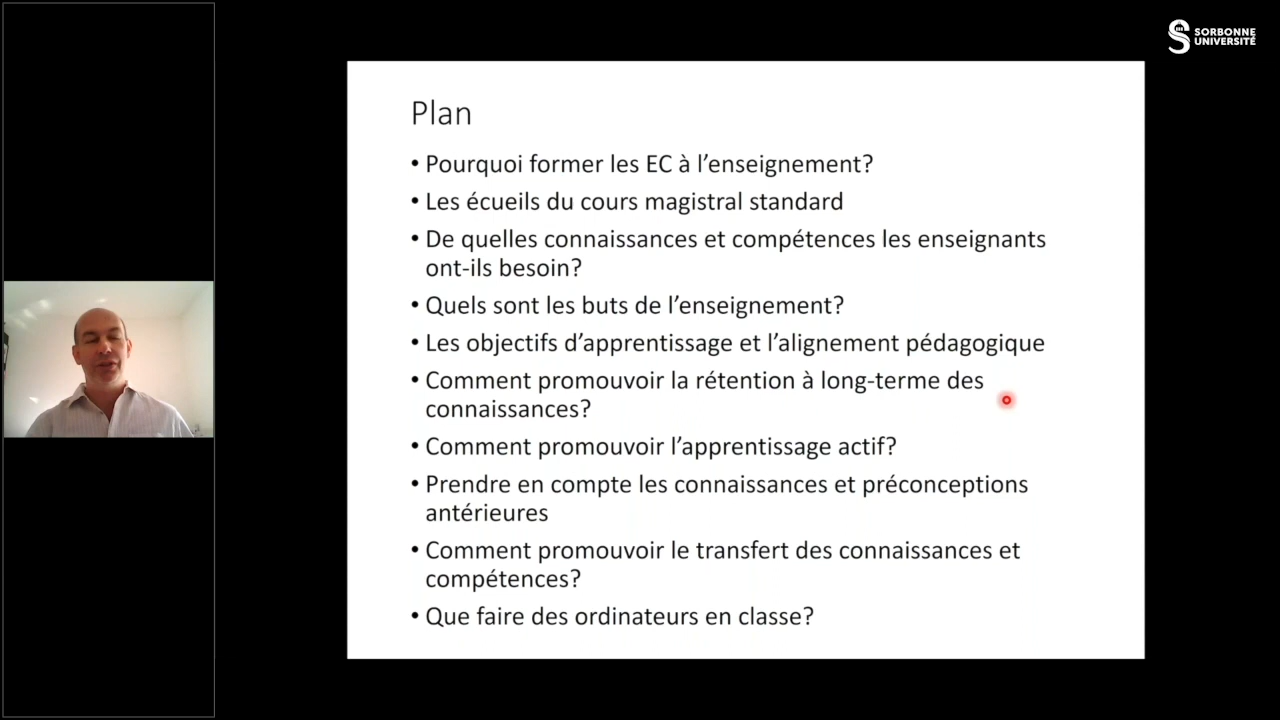 SORBONNE
UNIVERSITÉ
Plan
• Pourquoi former les EC à l’enseignement?
• Les écueils du cours magistral standard
• De quelles connaissances et compétences les enseignants
ont-ils besoin?
• Quels sont les buts de l’enseignement?
• Les objectifs d’apprentissage et l’alignement pédagogique
• Comment promouvoir la rétention à long-terme des
connaissances?
• Comment promouvoir l’apprentissage actif?
• Prendre en compte les connaissances et préconceptions
antérieures
• Comment promouvoir le transfert des connaissances et
compétences?
• Que faire des ordinateurs en classe?